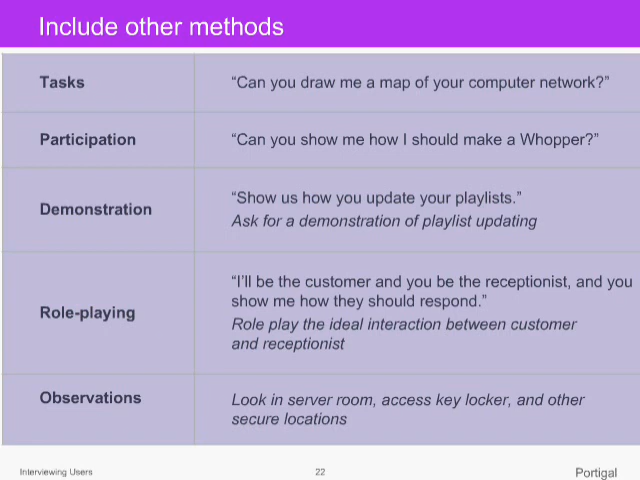 Include other methods
Tasks
“Can you draw me a map of your computer network?”
Participation
“Can you show me how I should make a Whopper?”
Demonstration
“Show us how you update your playlists.”
Ask for a demonstration of playlist updating
Role-playing
“I’ll be the customer and you be the receptionist, and you
show me how they should respond.”
Role play the ideal interaction between customer
and receptionist
Observations
Look in server room, access key locker, and other
secure locations
Interviewing Users
22
Portigal